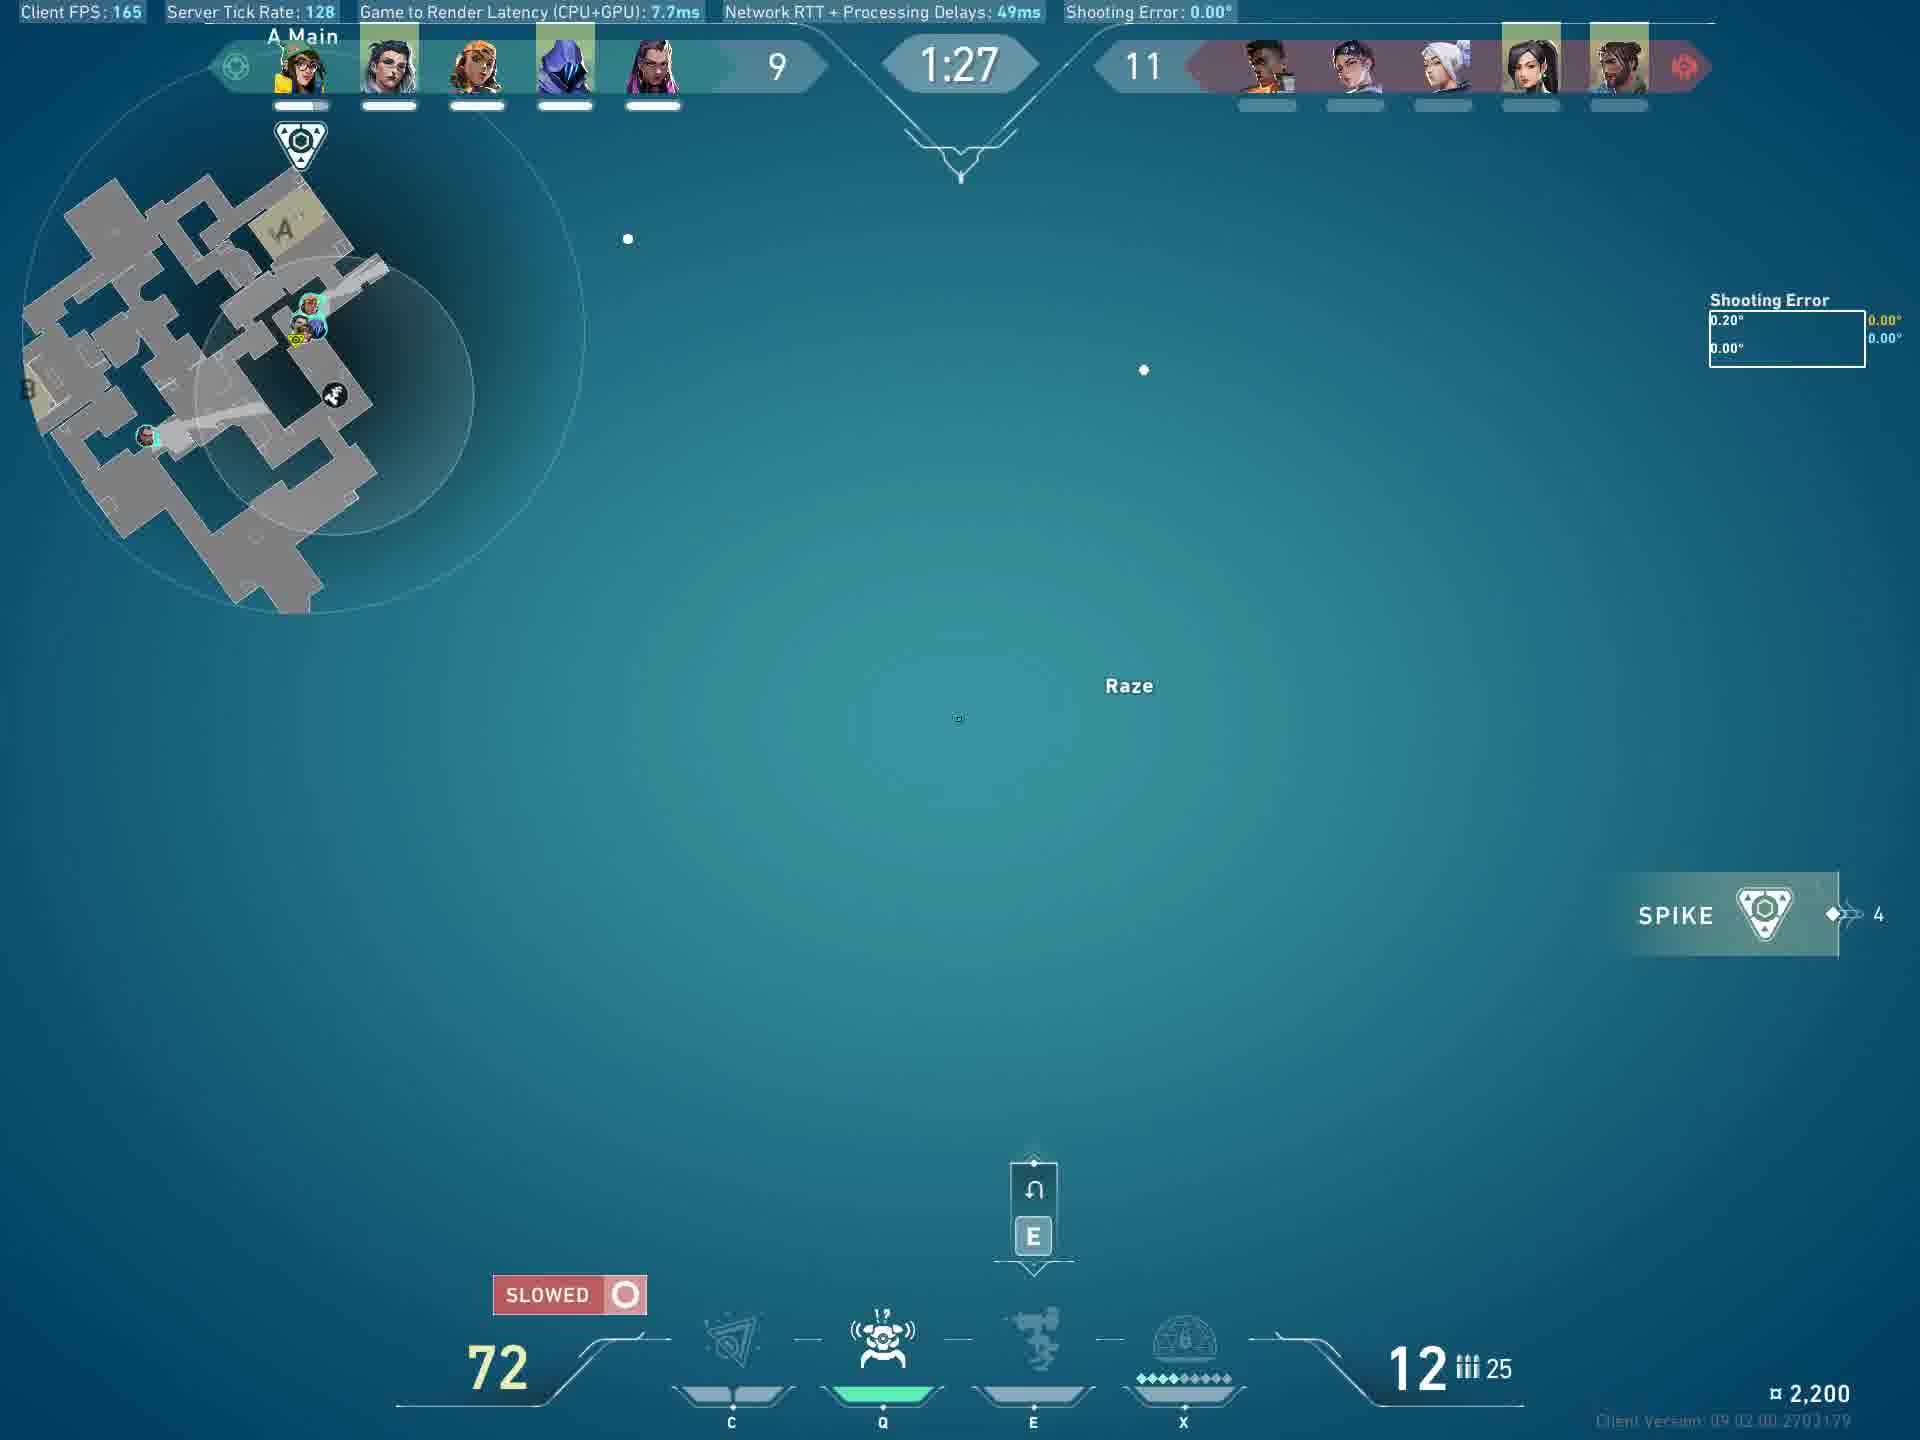 Client FPS: 165 Server Tick Rate: 128 Game to Render Latency (CPU+GPU): 7.7ms Network RTT + Processing Delays: 49ms Shooting Error: 0.00°
A Main
9 1:27 11
A
B
Shooting Error
0.20° 0.00°
0.00°
0.00°
Raze
SPIKE 4
E
SLOWED
72
12 25
C Q E X
¤ 2,200
Client Version: 09.02.00.2703179